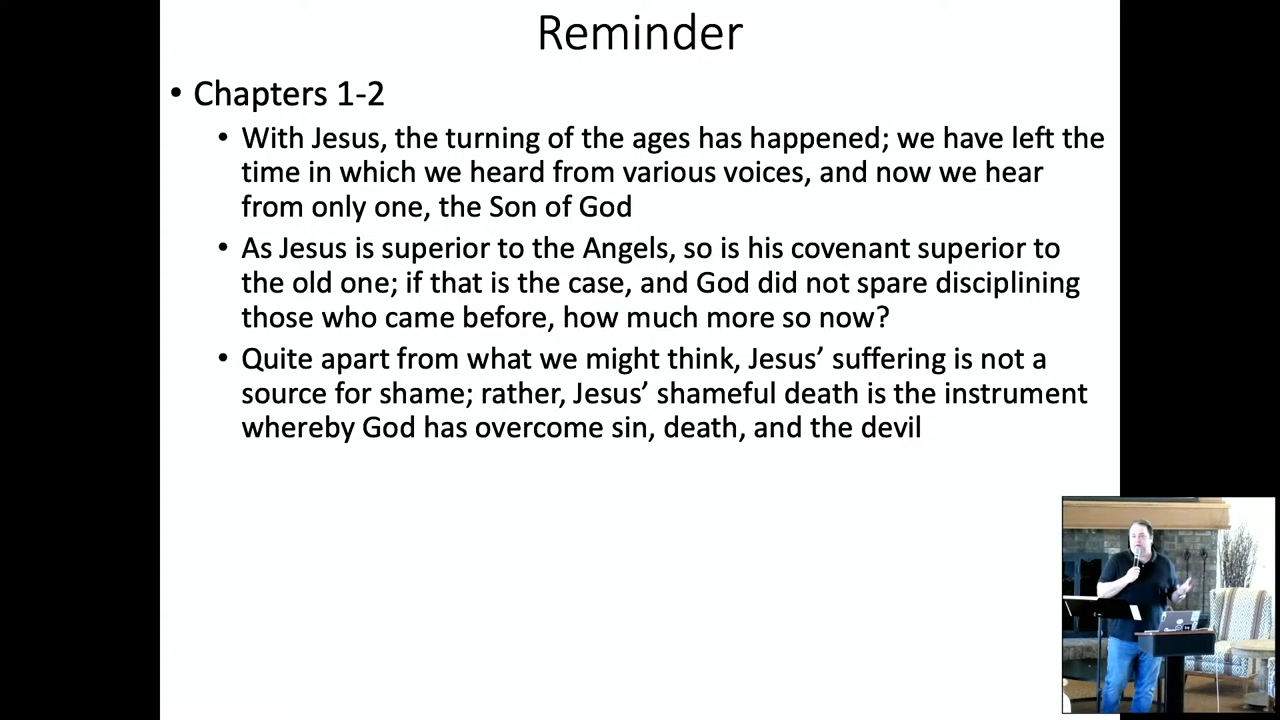 Reminder
• Chapters 1-2
• With Jesus, the turning of the ages has happened; we have left the
time in which we heard from various voices, and now we hear
from only one, the Son of God
• As Jesus is superior to the Angels, so is his covenant superior to
the old one; if that is the case, and God did not spare disciplining
those who came before, how much more so now?
• Quite apart from what we might think, Jesus’ suffering is not a
source for shame; rather, Jesus’ shameful death is the instrument
whereby God has overcome sin, death, and the devil